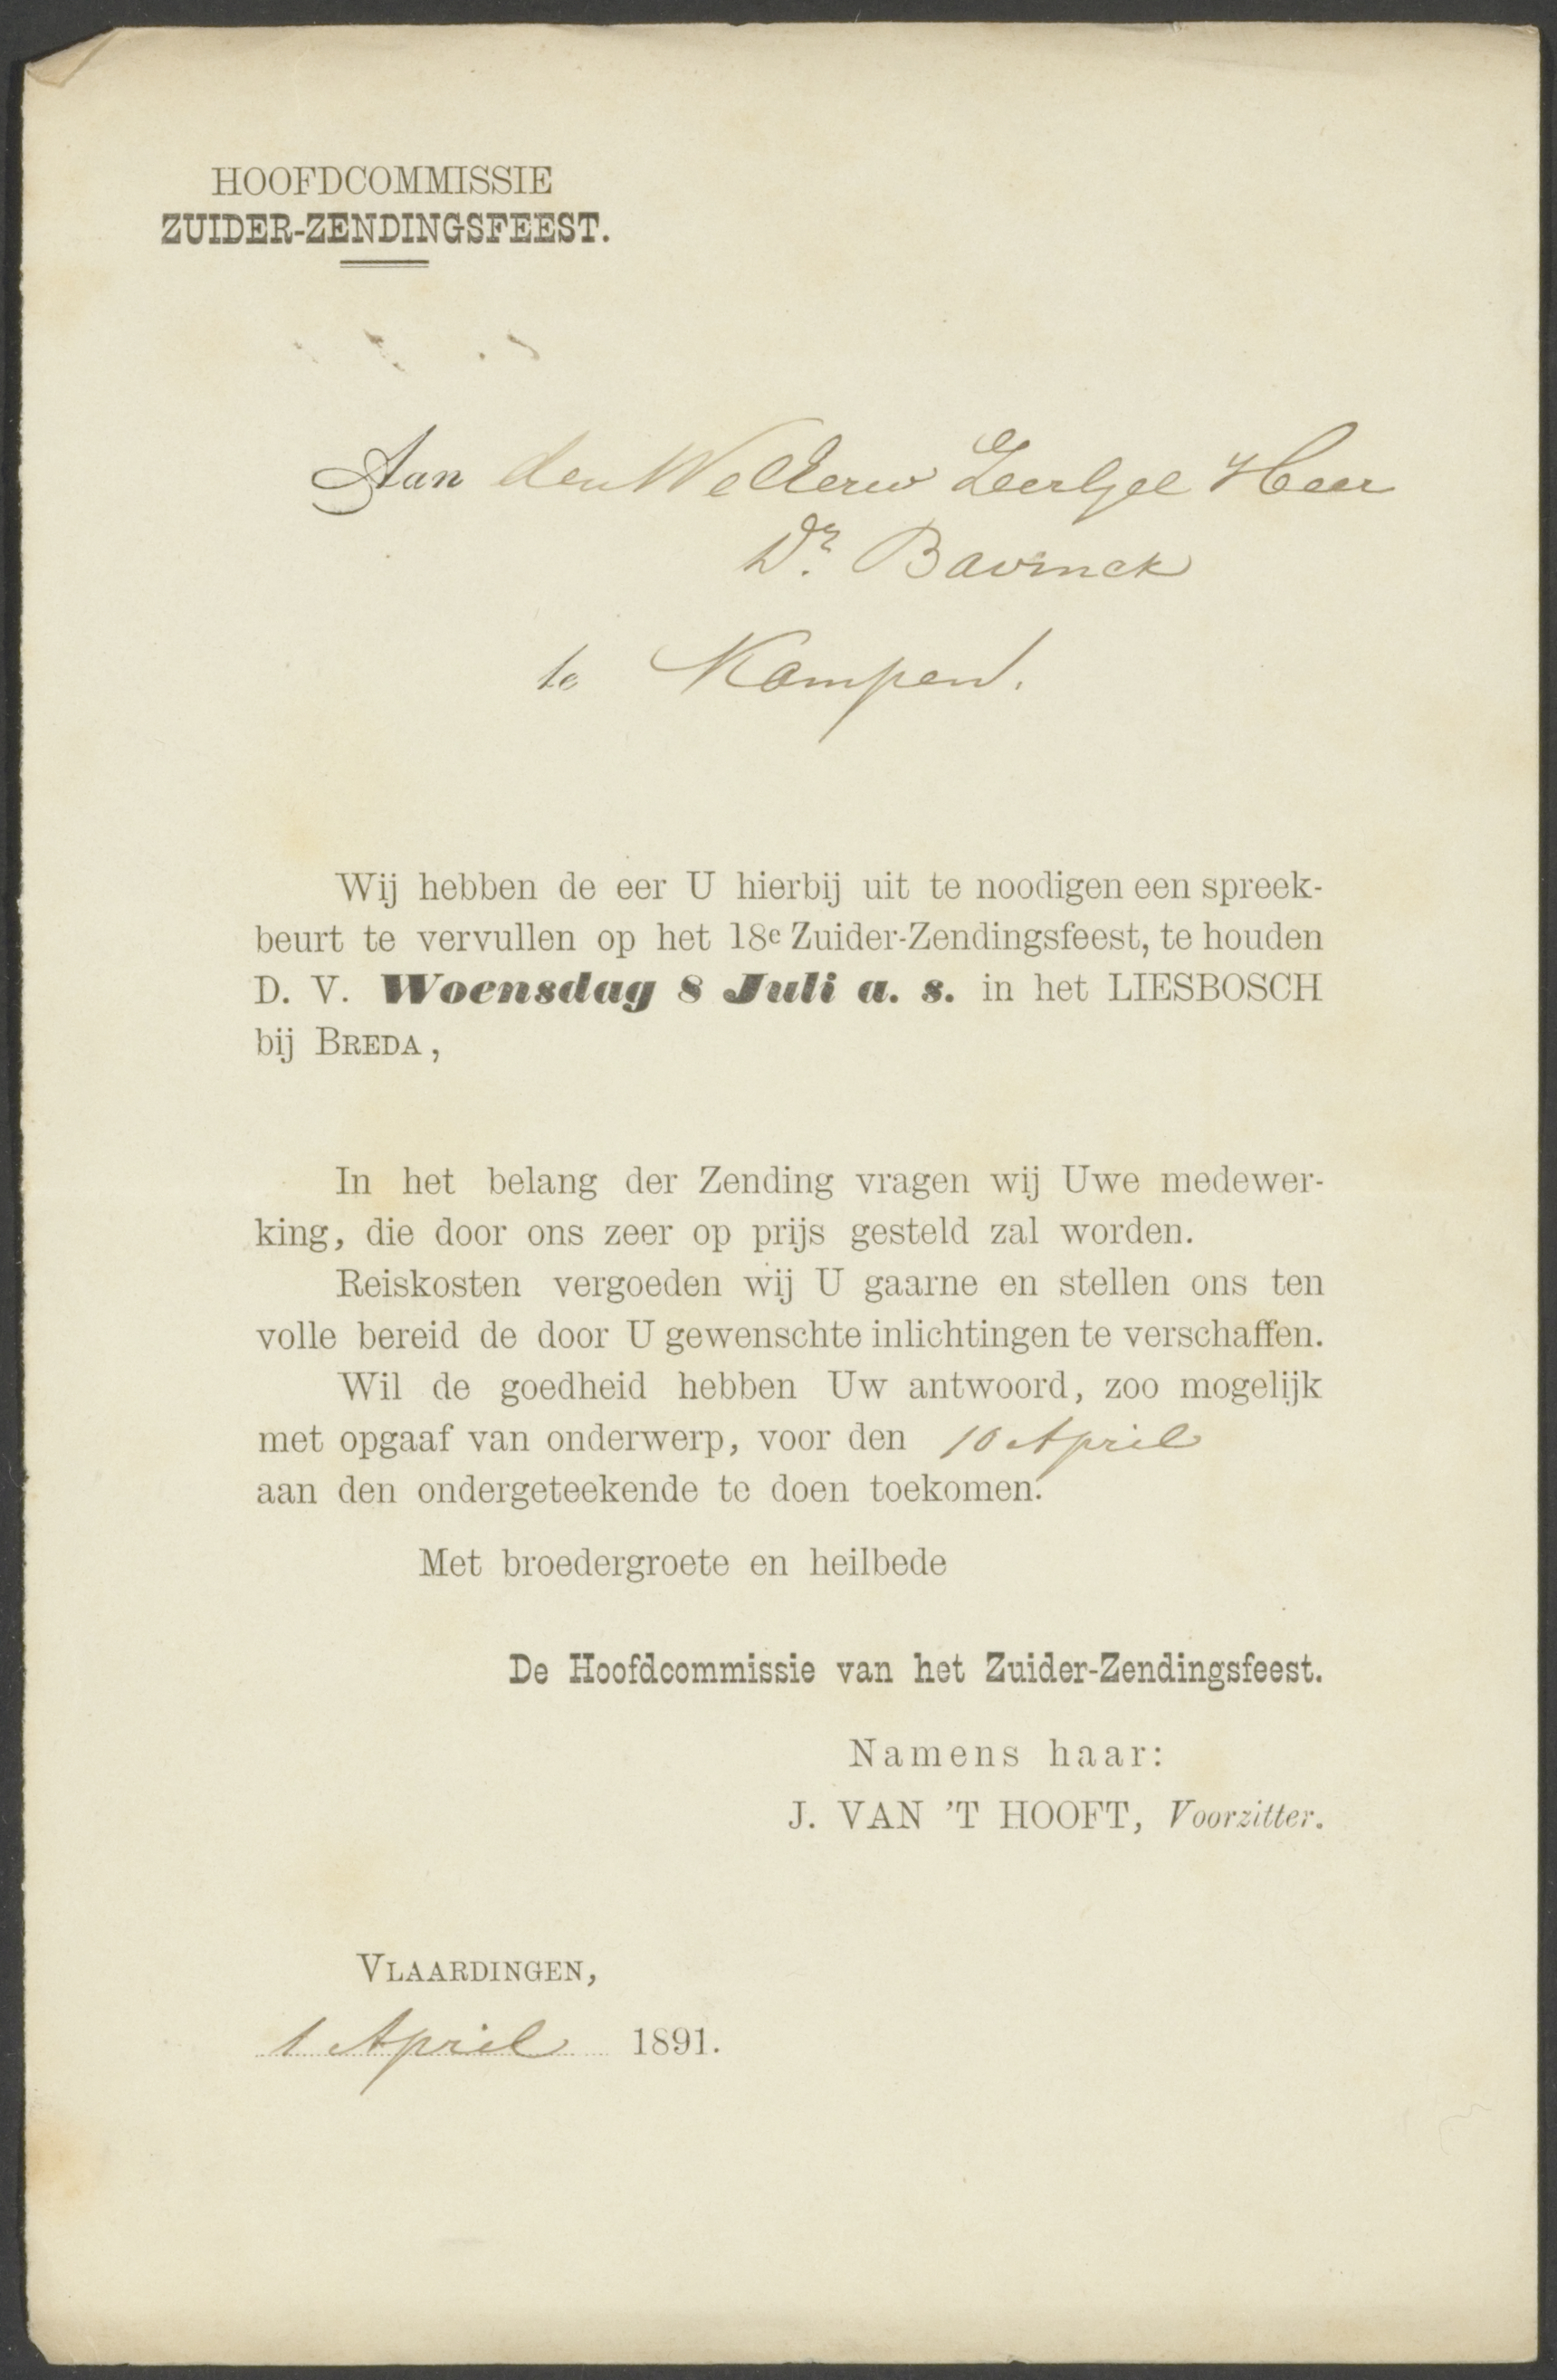 HOOFDCOMMISSIE
ZUIDER-ZENDINGSFEEST.
Aan den WelEerw ZeerGel Heer
Dr. Bavinck
te Kampen.
Wij hebben de eer U hierbij uit te noodigen een spreek-
beurt te vervullen op het 18e Zuider-Zendingsfeest, te houden
D. V. Woensdag 8 Juli a. s. in het LIESBOSCH
bij BREDA,
In het belang der Zending vragen wij Uwe medewer-
king, die door ons zeer op prijs gesteld zal worden.
Reiskosten vergoeden wij U gaarne en stellen ons ten
volle bereid de door U gewenschte inlichtingen te verschaffen.
Wil de goedheid hebben Uw antwoord, zoo mogelijk
met opgaaf van onderwerp, voor den 10 April
aan den ondergeteekende te doen toekomen.
Met broedergroete en heilbede
De Hoofdcommissie van het Zuider-Zendingsfeest.
Namens haar:
J. VAN 'T HOOFT, Voorzitter.
VLAARDINGEN,
1 April 1891.